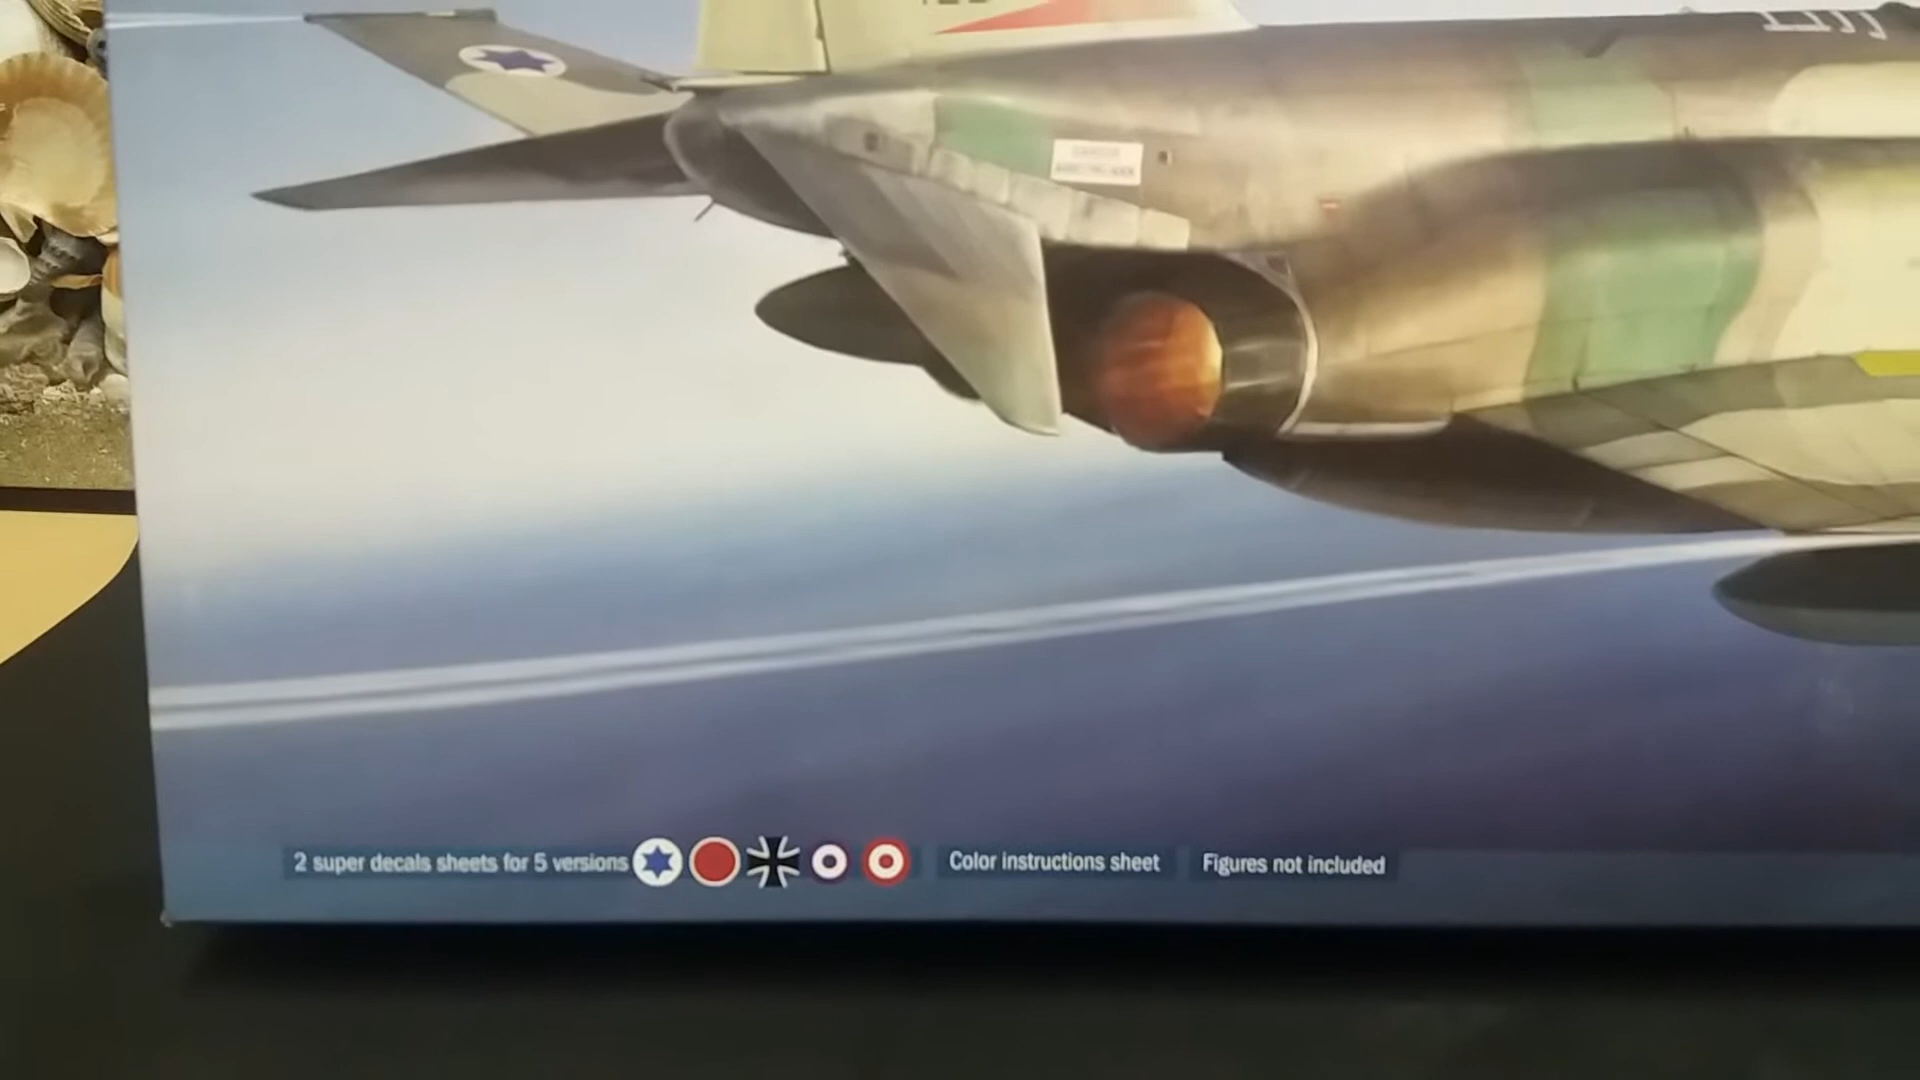 2 super decals sheets for 5 versions
Color instructions sheet
Figures not included